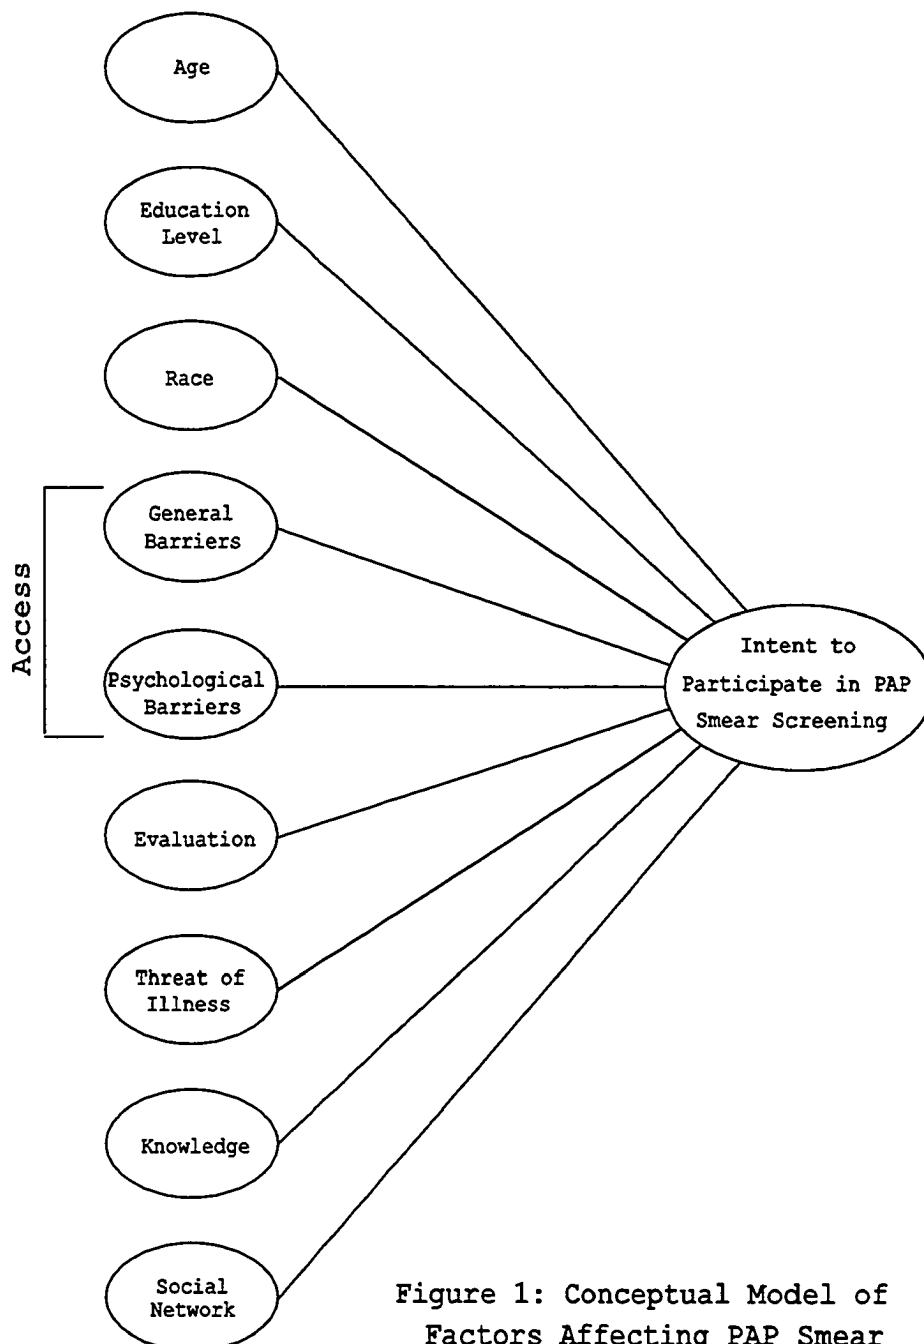 Age
Education
Level
Race
General
Barriers
Access
Psychological
Barriers
Intent to
Participate in PAP
Smear Screening
Evaluation
Threat of
Illness
Knowledge
Social
Network
Figure 1: Conceptual Model of
Factors Affecting PAP Smear